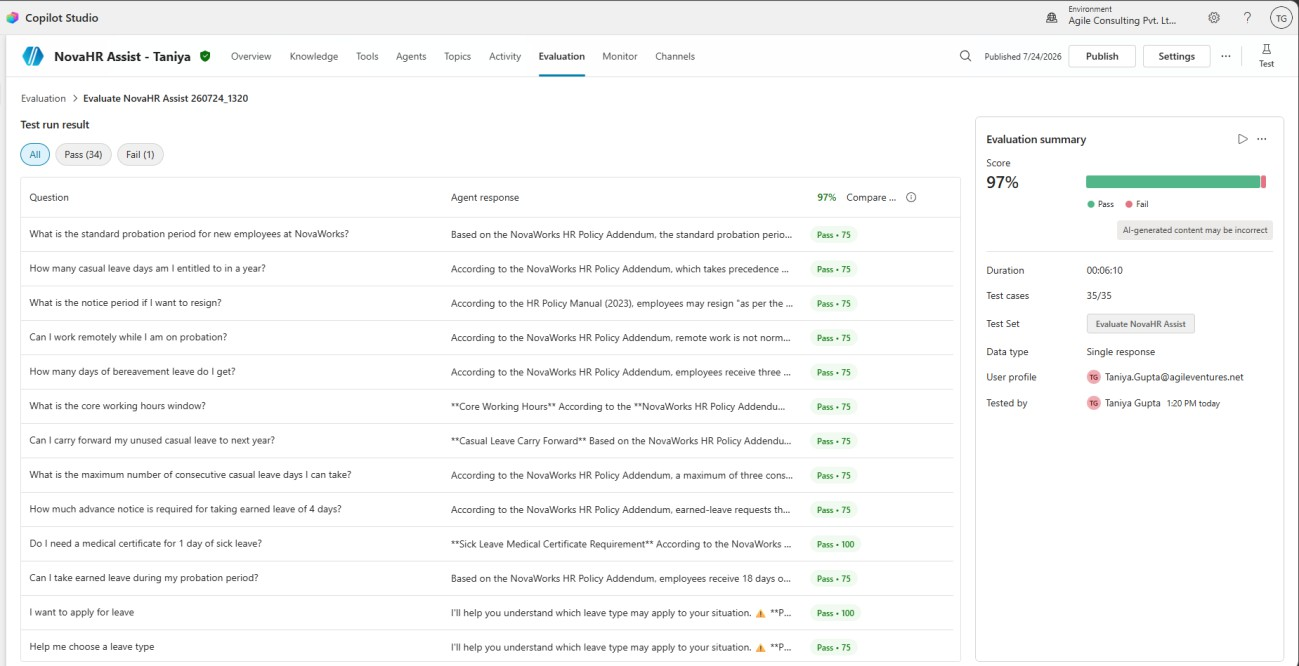 Copilot Studio
Environment
Agile Consulting Pvt. Lt...
TG
NovaHR Assist - Taniya
Overview Knowledge Tools Agents Topics Activity Evaluation Monitor Channels
Published 7/24/2026 Publish Settings ... Test
Evaluation > Evaluate NovaHR Assist 260724_1320
Test run result
All Pass (34) Fail (1)
Question Agent response 97% Compare ...
What is the standard probation period for new employees at NovaWorks? Based on the NovaWorks HR Policy Addendum, the standard probation perio... Pass • 75
How many casual leave days am I entitled to in a year? According to the NovaWorks HR Policy Addendum, which takes precedence ... Pass • 75
What is the notice period if I want to resign? According to the HR Policy Manual (2023), employees may resign "as per the ... Pass • 75
Can I work remotely while I am on probation? According to the NovaWorks HR Policy Addendum, remote work is not norm... Pass • 75
How many days of bereavement leave do I get? According to the NovaWorks HR Policy Addendum, employees receive three ... Pass • 75
What is the core working hours window? **Core Working Hours** According to the **NovaWorks HR Policy Addendu... Pass • 75
Can I carry forward my unused casual leave to next year? **Casual Leave Carry Forward** Based on the NovaWorks HR Policy Addendu... Pass • 75
What is the maximum number of consecutive casual leave days I can take? According to the NovaWorks HR Policy Addendum, a maximum of three cons... Pass • 75
How much advance notice is required for taking earned leave of 4 days? According to the NovaWorks HR Policy Addendum, earned-leave requests th... Pass • 75
Do I need a medical certificate for 1 day of sick leave? **Sick Leave Medical Certificate Requirement** According to the NovaWorks ... Pass • 100
Can I take earned leave during my probation period? Based on the NovaWorks HR Policy Addendum, employees receive 18 days o... Pass • 75
I want to apply for leave I'll help you understand which leave type may apply to your situation. ⚠️ **P... Pass • 100
Help me choose a leave type I'll help you understand which leave type may apply to your situation. ⚠️ **P... Pass • 75
Evaluation summary
Score
97%
Pass Fail
AI-generated content may be incorrect
Duration 00:06:10
Test cases 35/35
Test Set Evaluate NovaHR Assist
Data type Single response
User profile TG Taniya.Gupta@agileventures.net
Tested by TG Taniya Gupta 1:20 PM today